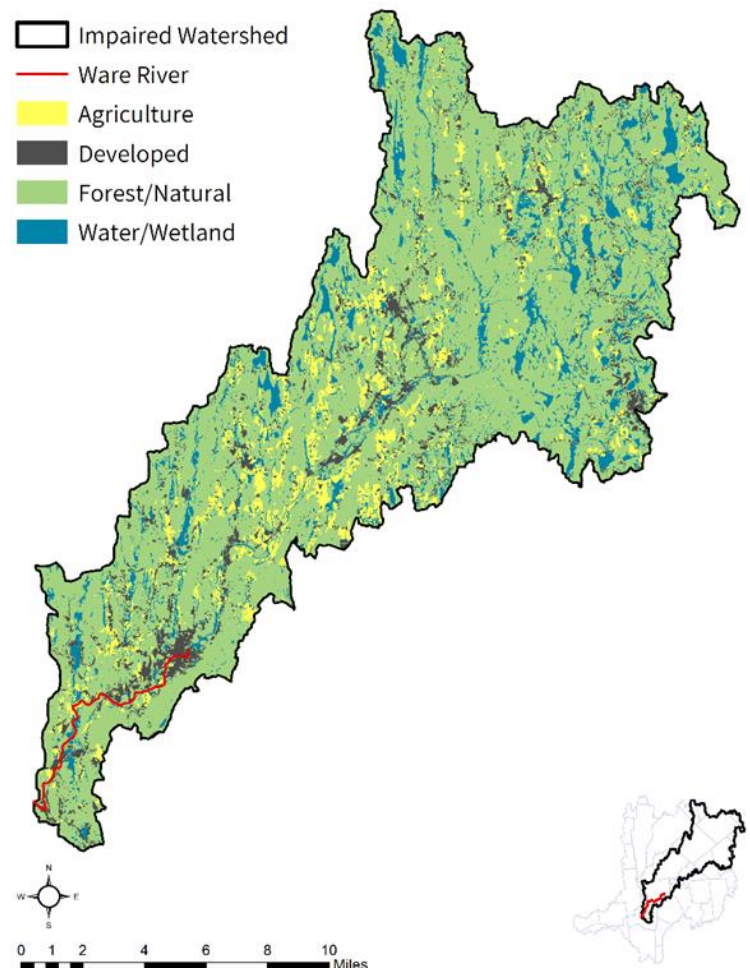 Impaired Watershed
Ware River
Agriculture
Developed
Forest/Natural
Water/Wetland
N
W E
S
0 1 2 4 6 8 10
Miles